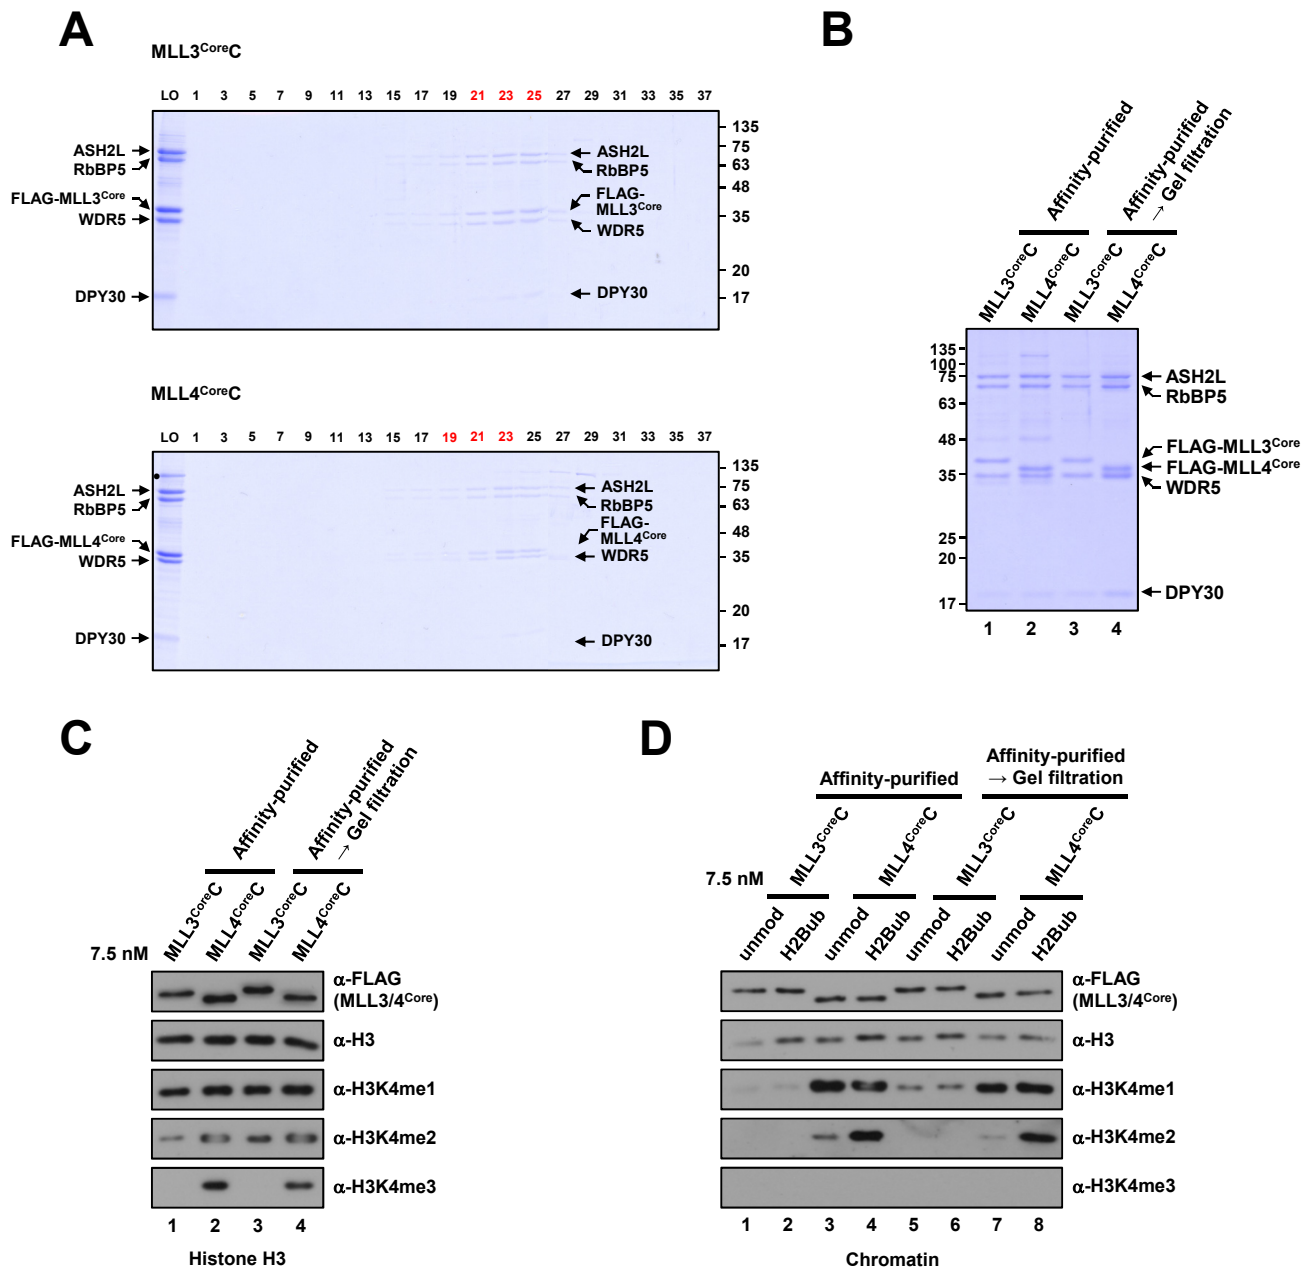 A
MLL3CoreC
LO 1 3 5 7 9 11 13 15 17 19 21 23 25 27 29 31 33 35 37
ASH2L
RbBP5
FLAG-MLL3Core
WDR5
DPY30
ASH2L
RbBP5
FLAG-
MLL3Core
WDR5
DPY30
135
75
63
48
35
20
17
MLL4CoreC
LO 1 3 5 7 9 11 13 15 17 19 21 23 25 27 29 31 33 35 37
ASH2L
RbBP5
FLAG-MLL4Core
WDR5
DPY30
ASH2L
RbBP5
FLAG-
MLL4Core
WDR5
DPY30
135
75
63
48
35
20
17
B
Affinity-purified
Affinity-purified
→ Gel filtration
MLL3CoreC
MLL4CoreC
MLL3CoreC
MLL4CoreC
135
100
75
63
48
35
25
20
17
ASH2L
RbBP5
FLAG-MLL3Core
FLAG-MLL4Core
WDR5
DPY30
1 2 3 4
C
Affinity-purified
Affinity-purified
→ Gel filtration
MLL3CoreC
MLL4CoreC
MLL3CoreC
MLL4CoreC
7.5 nM
α-FLAG
(MLL3/4Core)
α-H3
α-H3K4me1
α-H3K4me2
α-H3K4me3
1 2 3 4
Histone H3
D
Affinity-purified
Affinity-purified
→ Gel filtration
MLL3CoreC
MLL4CoreC
MLL3CoreC
MLL4CoreC
7.5 nM
unmod
H2Bub
unmod
H2Bub
unmod
H2Bub
unmod
H2Bub
α-FLAG
(MLL3/4Core)
α-H3
α-H3K4me1
α-H3K4me2
α-H3K4me3
1 2 3 4 5 6 7 8
Chromatin